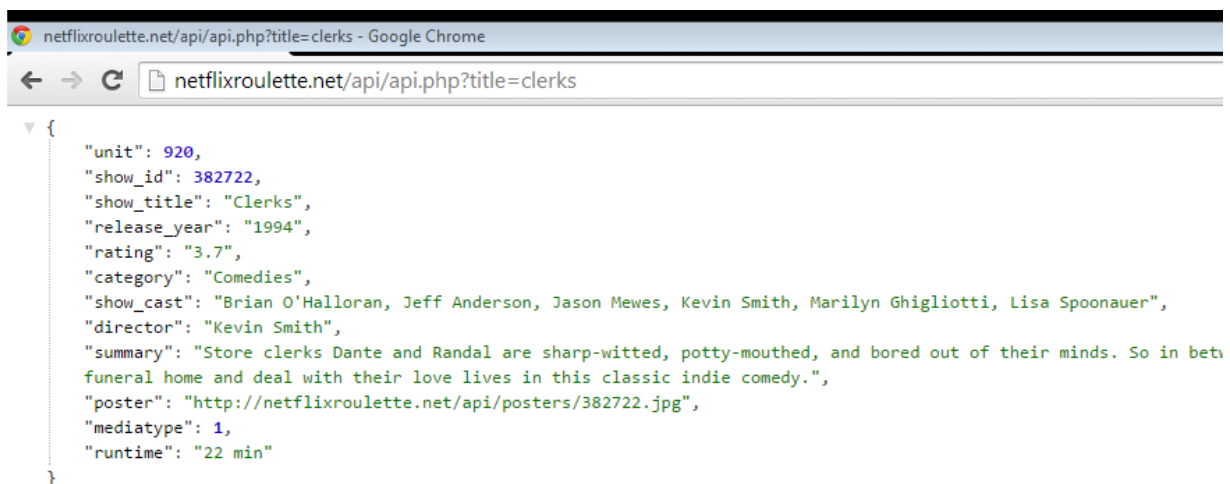 netflixroulette.net/api/api.php?title=clerks - Google Chrome
netflixroulette.net/api/api.php?title=clerks
{
"unit": 920,
"show_id": 382722,
"show_title": "Clerks",
"release_year": "1994",
"rating": "3.7",
"category": "Comedies",
"show_cast": "Brian O'Halloran, Jeff Anderson, Jason Mewes, Kevin Smith, Marilyn Ghigliotti, Lisa Spoonauer",
"director": "Kevin Smith",
"summary": "Store clerks Dante and Randal are sharp-witted, potty-mouthed, and bored out of their minds. So in
funeral home and deal with their love lives in this classic indie comedy.",
"poster": "http://netflixroulette.net/api/posters/382722.jpg",
"mediatype": 1,
"runtime": "22 min"
}